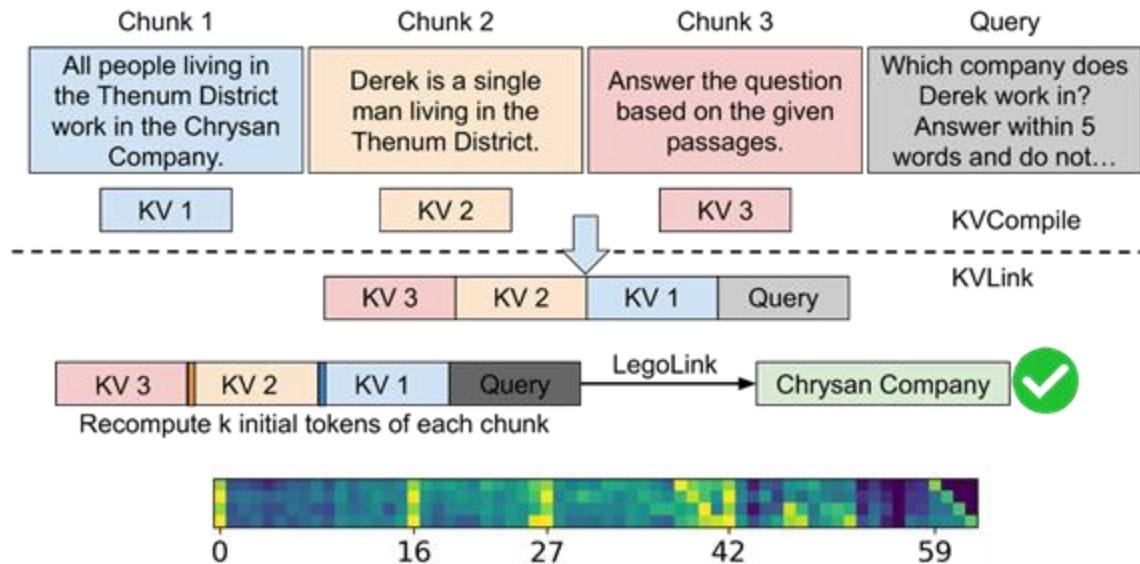 Chunk 1
Chunk 2
Chunk 3
Query
All people living in
the Thenum District
work in the Chrysan
Company.
Derek is a single
man living in the
Thenum District.
Answer the question
based on the given
passages.
Which company does
Derek work in?
Answer within 5
words and do not…
KV 1
KV 2
KV 3
KVCompile
KVLink
KV 3
KV 2
KV 1
Query
KV 3
KV 2
KV 1
Query
LegoLink
Chrysan Company
Recompute k initial tokens of each chunk
0
16
27
42
59